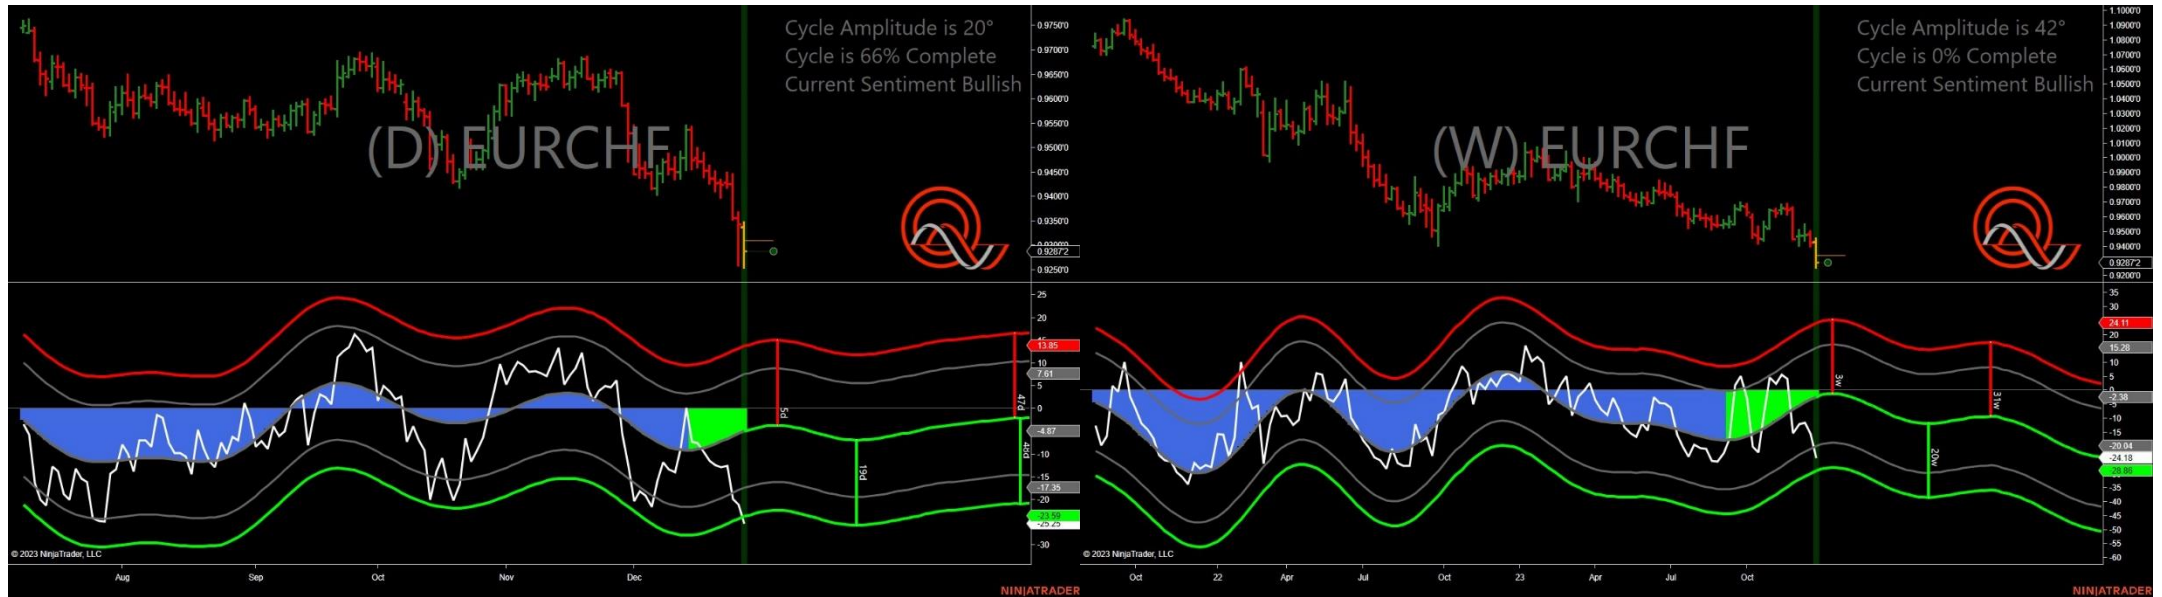 Cycle Amplitude is 20°
Cycle is 66% Complete
Current Sentiment Bullish
(D) EURCHF
0.9750'0
0.9700'0
0.9650'0
0.9600'0
0.9550'0
0.9500'0
0.9450'0
0.9400'0
0.9350'0
0.9287'2
0.9250'0
25
20
13.85
10
7.61
5
0
-4.87
-10
-15
-17.35
-20
-23.59
-25.25
-30
5d
19d
47d
48d
© 2023 NinjaTrader, LLC
Aug
Sep
Oct
Nov
Dec
NINJATRADER
Cycle Amplitude is 42°
Cycle is 0% Complete
Current Sentiment Bullish
(W) EURCHF
1.1000'0
1.0900'0
1.0800'0
1.0600'0
1.0500'0
1.0400'0
1.0300'0
1.0200'0
1.0100'0
1.0000'0
0.9900'0
0.9800'0
0.9700'0
0.9600'0
0.9500'0
0.9400'0
0.9287'2
0.9200'0
35
30
24.11
20
15.28
10
5
0
-2.38
-10
-15
-20.04
-24.18
-28.86
-35
-40
-45
-50
-55
-60
3w
20w
31w
© 2023 NinjaTrader, LLC
Oct
22
Apr
Jul
Oct
23
Apr
Jul
Oct
NINJATRADER